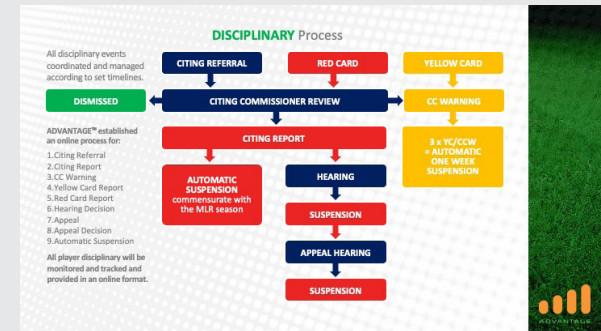 DISCIPLINARY Process
All disciplinary events
coordinated and managed
according to set timelines.
CITING REFERRAL
RED CARD
YELLOW CARD
DISMISSED
CITING COMMISSIONER REVIEW
CC WARNING
ADVANTAGE™ established
an online process for:
1.Citing Referral
2.Citing Report
3.CC Warning
4.Yellow Card Report
5.Red Card Report
6.Hearing Decision
7.Appeal
8.Appeal Decision
9.Automatic Suspension
All player disciplinary will be
monitored and tracked and
provided in an online format.
CITING REPORT
3 x YC/CCW
= AUTOMATIC
ONE WEEK
SUSPENSION
AUTOMATIC
SUSPENSION
commensurate with
the MLR season
HEARING
SUSPENSION
APPEAL HEARING
SUSPENSION
ADVANTAGE